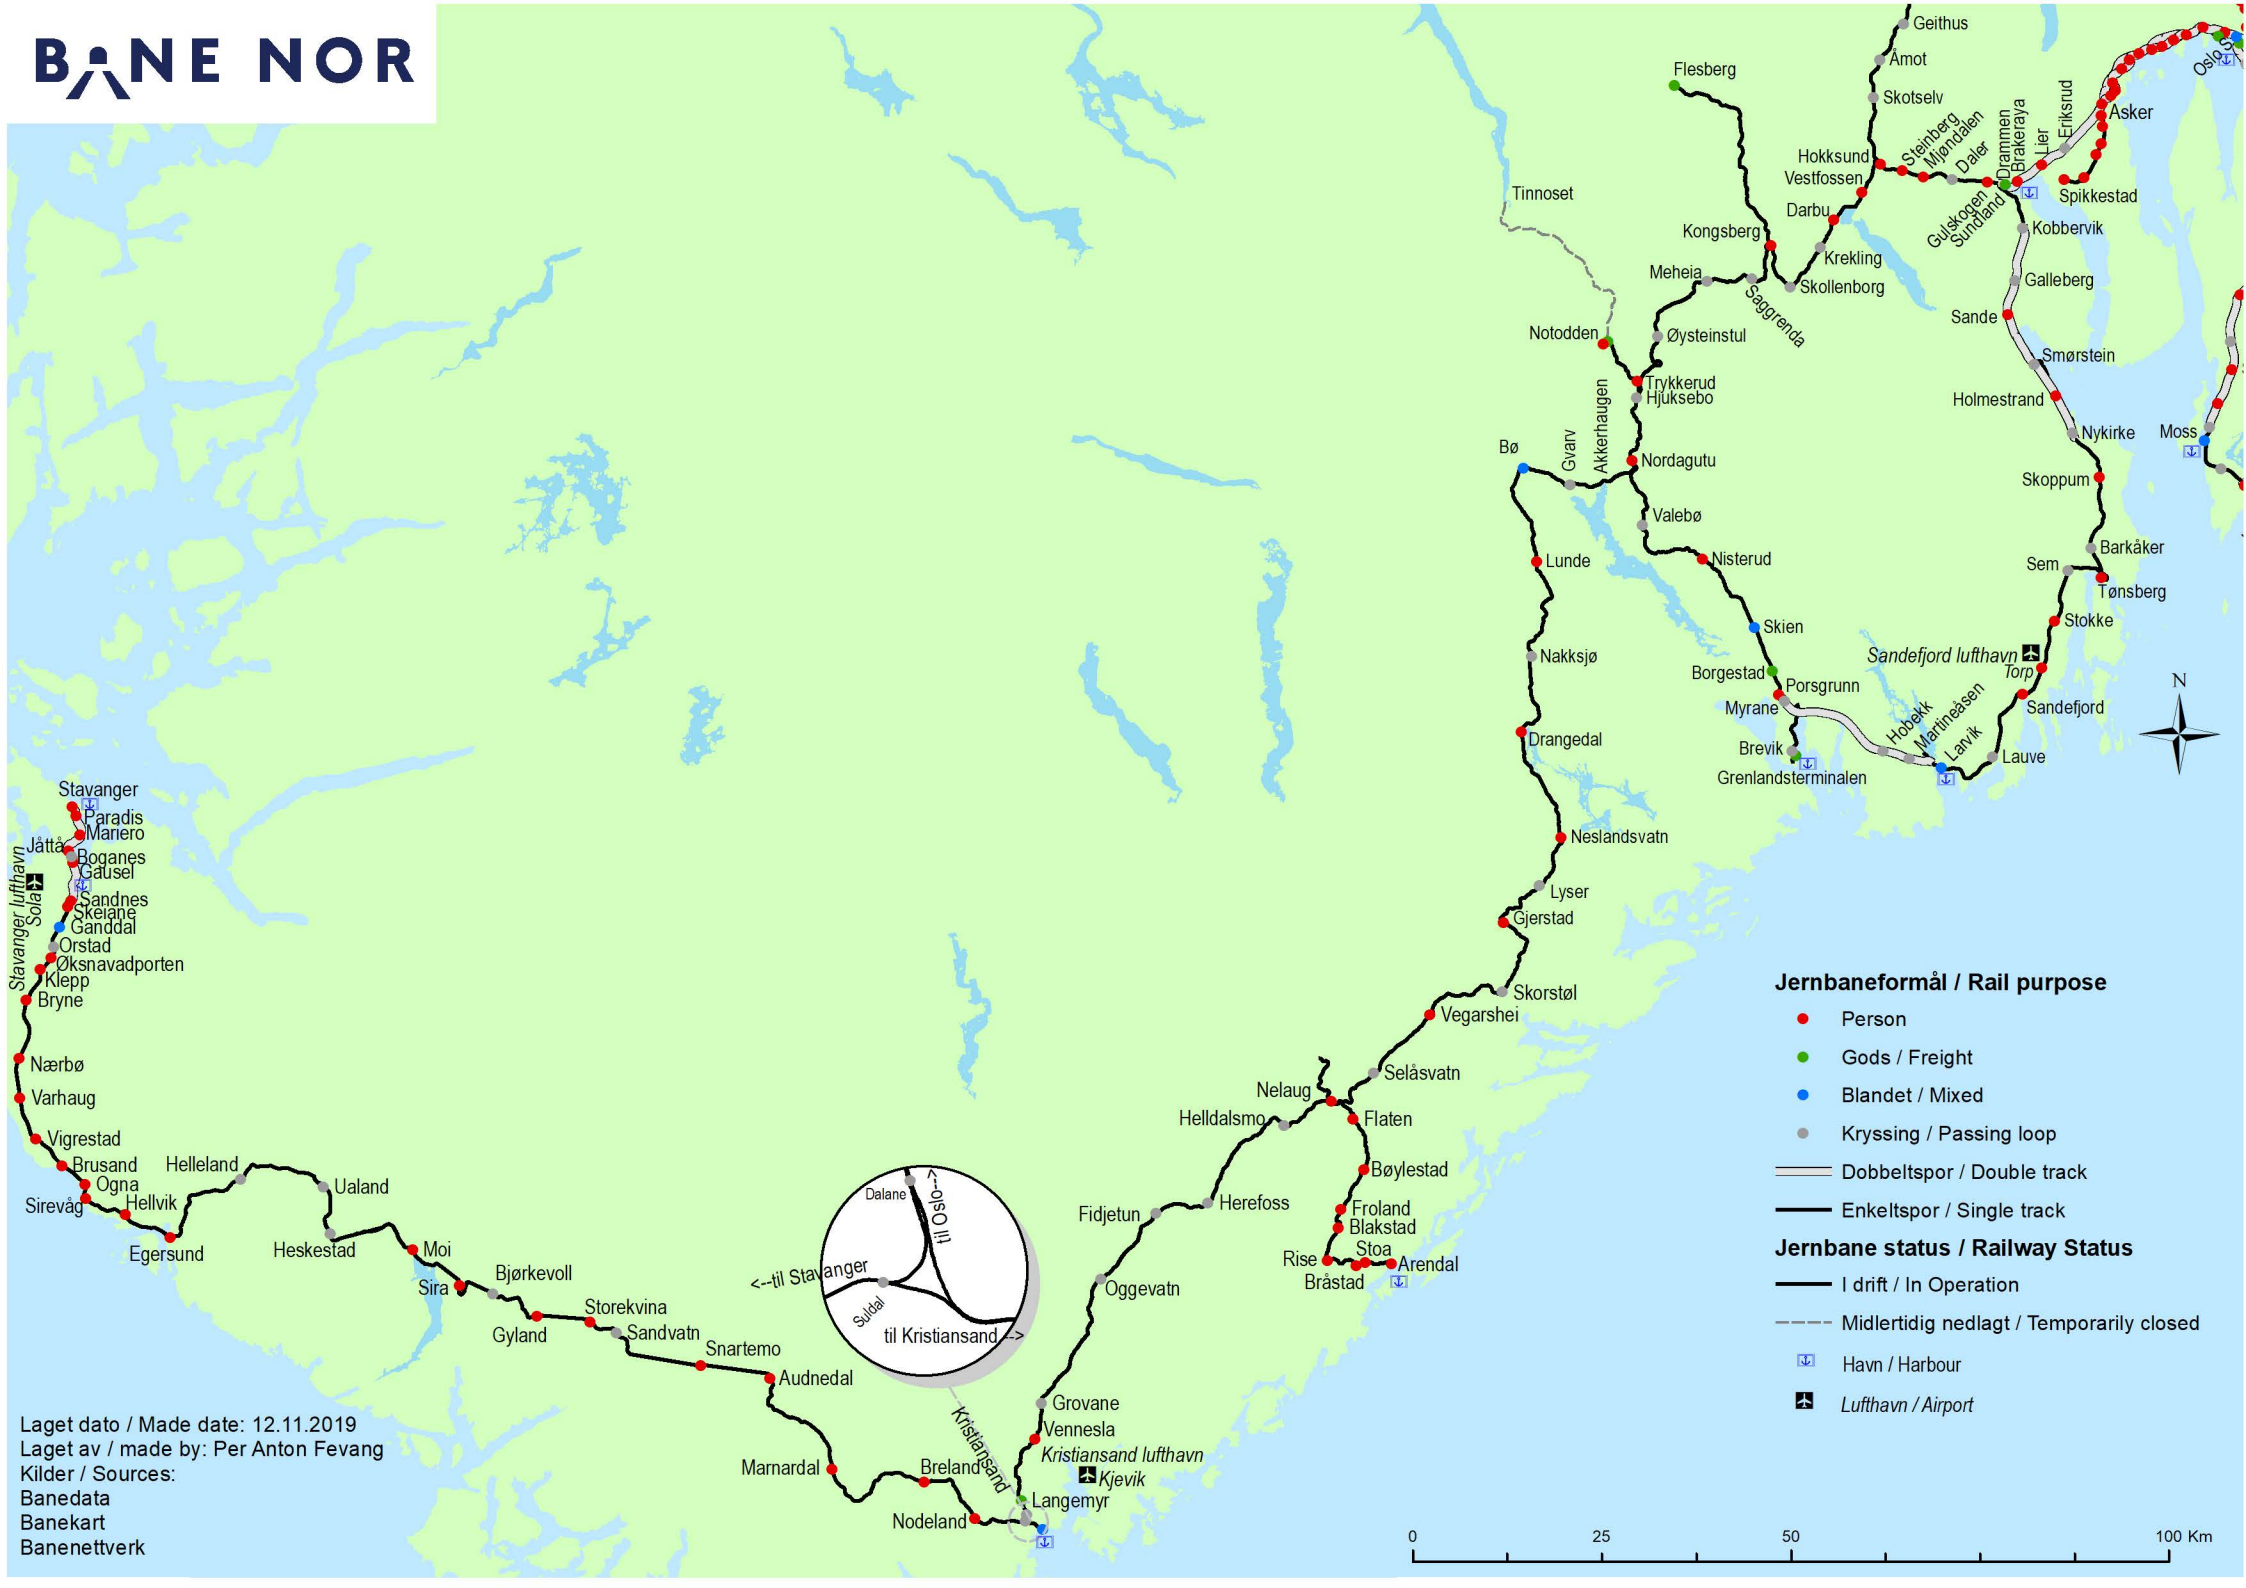 BANE NOR
Geithus
Åmot
Flesberg
Skotselv
Oslo S
Asker
Eriksrud
Lier
Brakerøya
Drammen
Steinberg
Mjøndalen
Daler
Hokksund
Vestfossen
Spikkestad
Tinnoset
Gulskogen
Sundland
Darbu
Kobbervik
Kongsberg
Krekling
Meheia
Saggrenda
Skollenborg
Galleberg
Sande
Notodden
Øysteinstul
Smørstein
Trykkerud
Hjuksebo
Holmestrand
Akkerhaugen
Gvarv
Bø
Nykirke
Moss
Nordagutu
Skoppum
Valebø
Barkåker
Lunde
Nisterud
Sem
Tønsberg
Skien
Stokke
Nakksjø
Sandefjord lufthavn
Torp
Borgestad
Porsgrunn
Myrane
Sandefjord
N
Hobekk
Martineåsen
Larvik
Drangedal
Brevik
Lauve
Grenlandsterminalen
Stavanger
Paradis
Mariero
Jåttå
Boganes
Gausel
Stavanger lufthavn
Sola
Sandnes
Skeiane
Ganddal
Orstad
Øksnavadporten
Klepp
Bryne
Neslandsvatn
Lyser
Gjerstad
Skorstøl
Vegarshei
Nærbø
Varhaug
Selåsvatn
Nelaug
Helldalsmo
Flaten
Vigrestad
Brusand
Ogna
Sirevåg
Hellvik
Egersund
Helleland
Ualand
Heskestad
Bøylestad
Herefoss
Fidjetun
Froland
Blakstad
Rise
Stoa
Bråstad
Arendal
Moi
Sira
Bjørkevoll
Gyland
Storekvina
Sandvatn
Snartemo
Audnedal
Dalane
til Oslo-->
<--til Stavanger
Suldal
til Kristiansand -->
Oggevatn
Grovane
Vennesla
Kristiansand lufthavn
Kjevik
Kristiansand
Marnardal
Breland
Langemyr
Nodeland
Jernbaneformål / Rail purpose
Person
Gods / Freight
Blandet / Mixed
Kryssing / Passing loop
Dobbeltspor / Double track
Enkeltspor / Single track
Jernbane status / Railway Status
I drift / In Operation
Midlertidig nedlagt / Temporarily closed
Havn / Harbour
Lufthavn / Airport
Laget dato / Made date: 12.11.2019
Laget av / made by: Per Anton Fevang
Kilder / Sources:
Banedata
Banekart
Banenettverk
0 25 50 100 Km